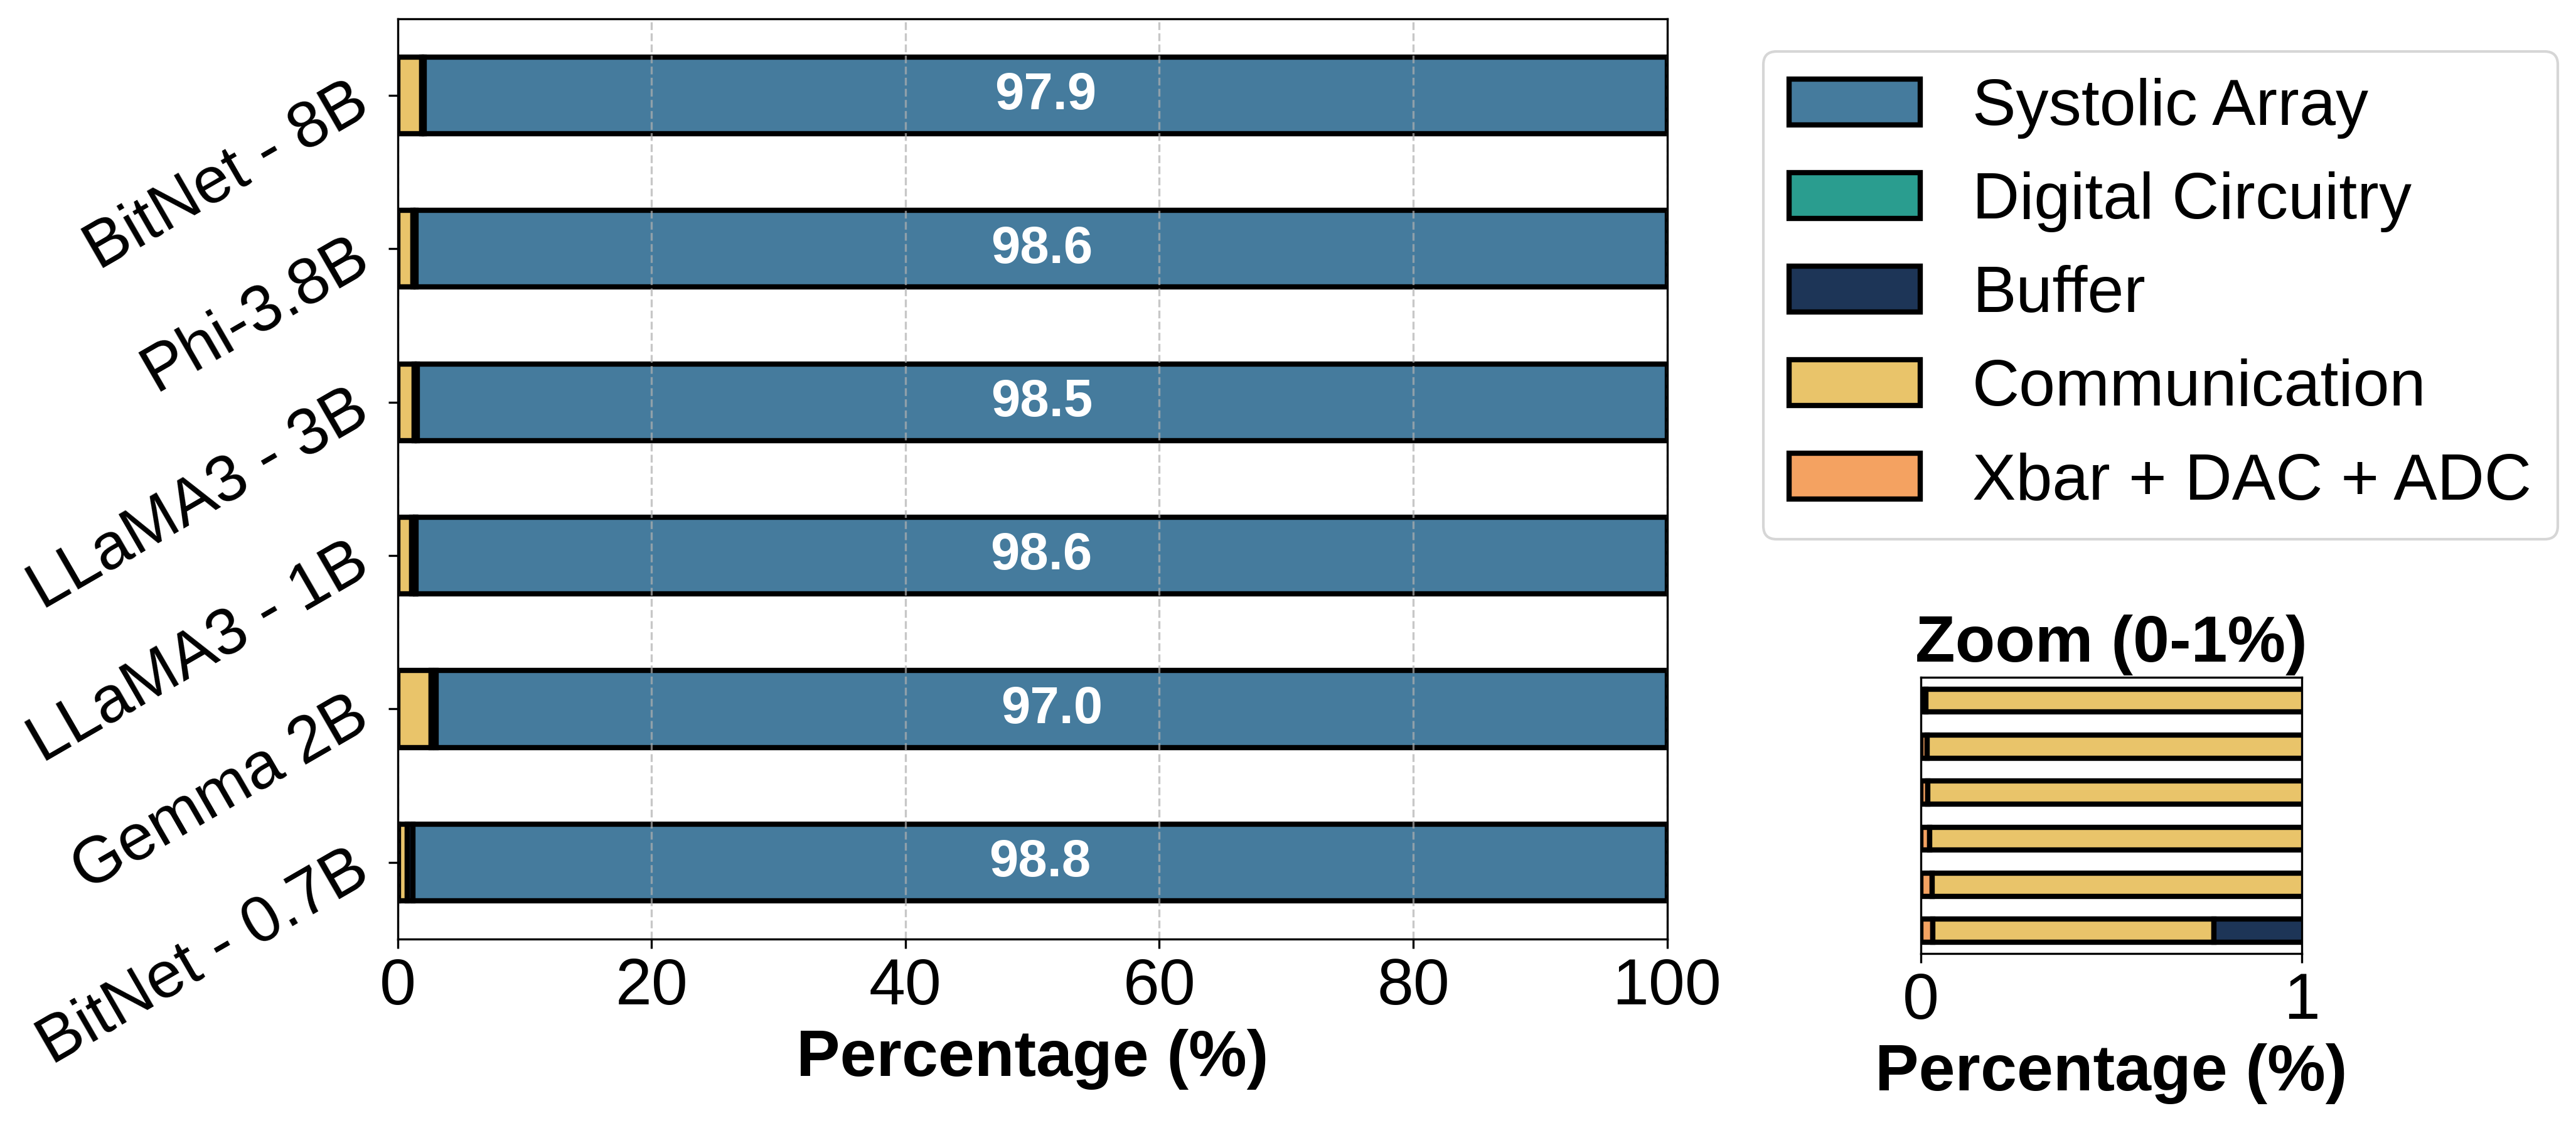 BitNet - 8B
Phi-3.8B
LLaMA3 - 3B
LLaMA3 - 1B
Gemma 2B
BitNet - 0.7B
97.9
98.6
98.5
98.6
97.0
98.8
0 20 40 60 80 100
Percentage (%)
Systolic Array
Digital Circuitry
Buffer
Communication
Xbar + DAC + ADC
Zoom (0-1%)
0 1
Percentage (%)